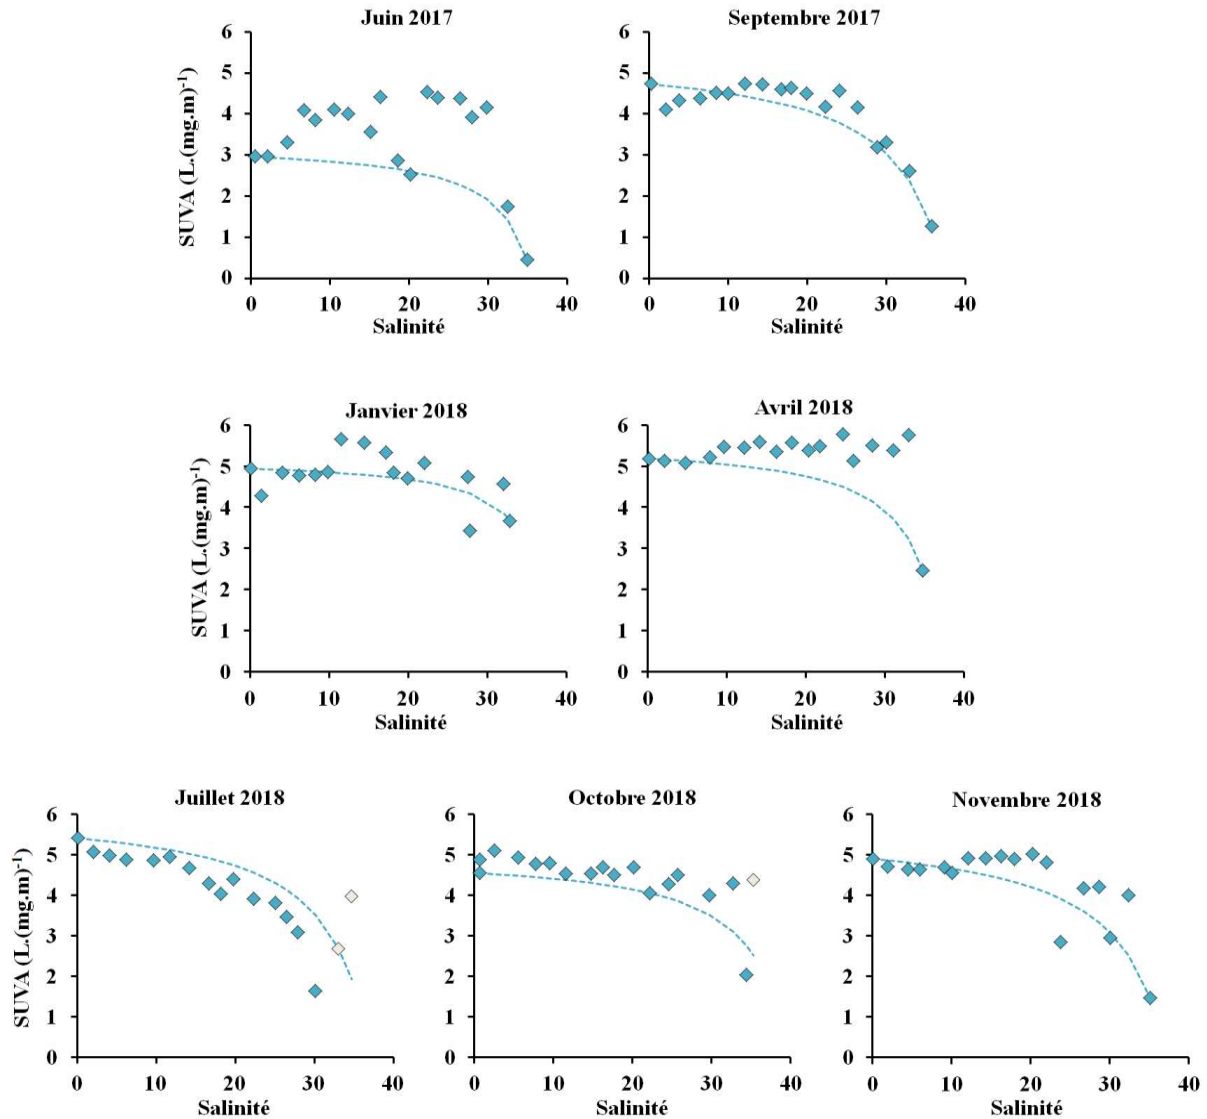 Juin 2017
Septembre 2017
SUVA (L.(mg.m)⁻¹)
6
5
4
3
2
1
0
0 10 20 30 40
Salinité
6
5
4
3
2
1
0
0 10 20 30 40
Salinité
Janvier 2018
Avril 2018
SUVA (L.(mg.m)⁻¹)
6
5
4
3
2
1
0
0 10 20 30 40
Salinité
6
5
4
3
2
1
0
0 10 20 30 40
Salinité
Juillet 2018
Octobre 2018
Novembre 2018
SUVA (L.(mg.m)⁻¹)
6
5
4
3
2
1
0
0 10 20 30 40
Salinité
6
5
4
3
2
1
0
0 10 20 30 40
Salinité
6
5
4
3
2
1
0
0 10 20 30 40
Salinité